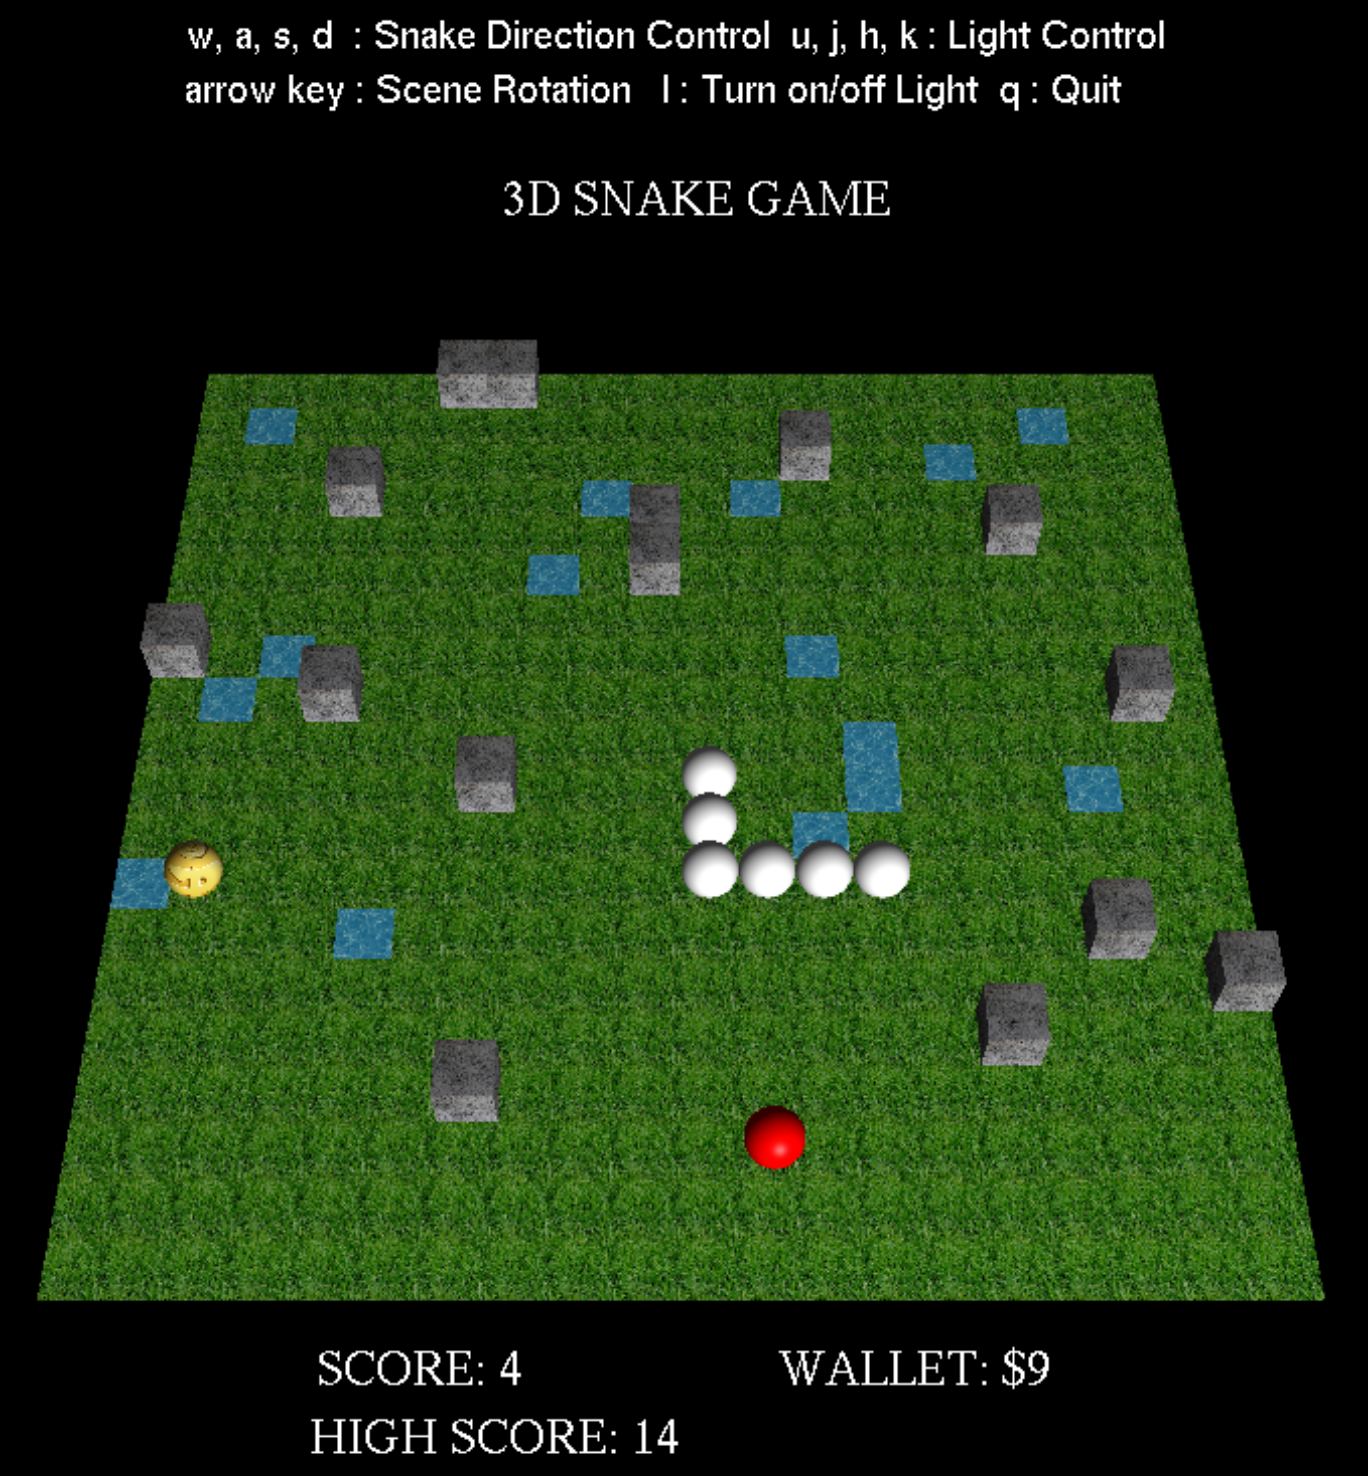 w, a, s, d : Snake Direction Control u, j, h, k : Light Control
arrow key : Scene Rotation l : Turn on/off Light q : Quit
3D SNAKE GAME
SCORE: 4 WALLET: $9
HIGH SCORE: 14